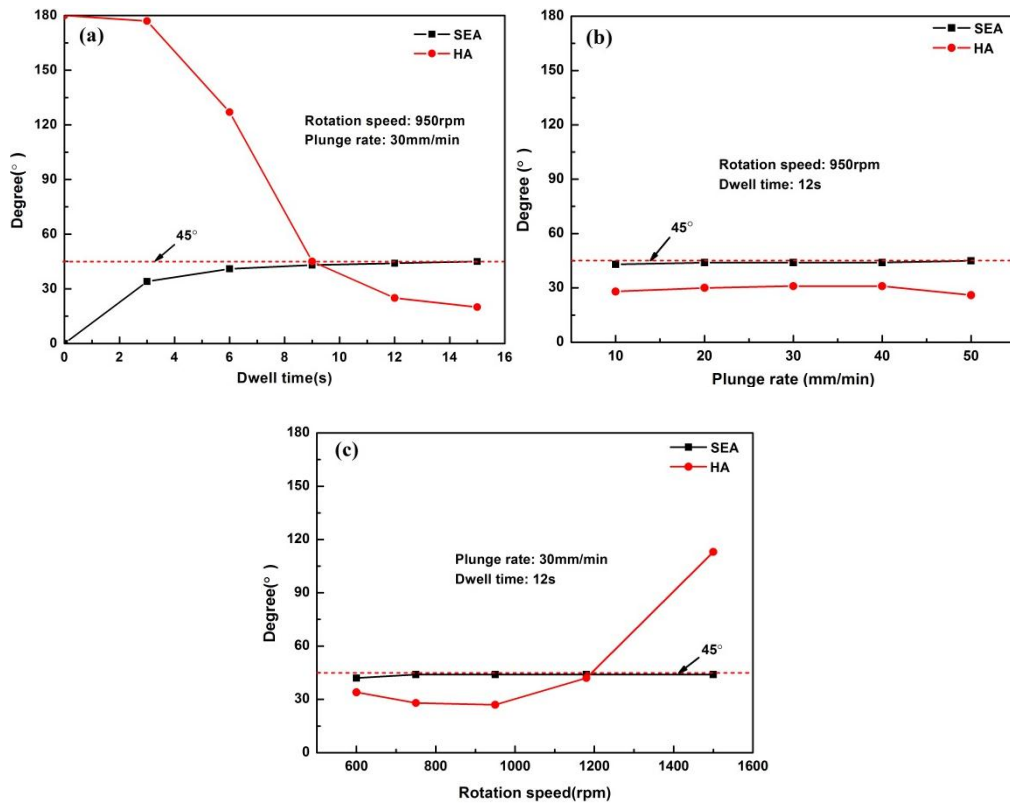 (a)
SEA
HA
Rotation speed: 950rpm
Plunge rate: 30mm/min
45°
Degree(°)
180
150
120
90
60
30
0
0 2 4 6 8 10 12 14 16
Dwell time(s)
(b)
SEA
HA
Rotation speed: 950rpm
Dwell time: 12s
45°
Degree (°)
180
150
120
90
60
30
0
10 20 30 40 50
Plunge rate (mm/min)
(c)
SEA
HA
Plunge rate: 30mm/min
Dwell time: 12s
45°
Degree(°)
180
150
120
90
60
30
0
600 800 1000 1200 1400 1600
Rotation speed(rpm)